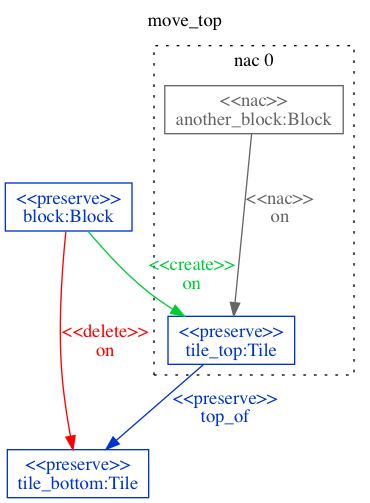 move_top
nac 0
<<nac>>
another_block:Block
<<preserve>>
block:Block
<<nac>>
on
<<create>>
on
<<delete>>
on
<<preserve>>
tile_top:Tile
<<preserve>>
top_of
<<preserve>>
tile_bottom:Tile